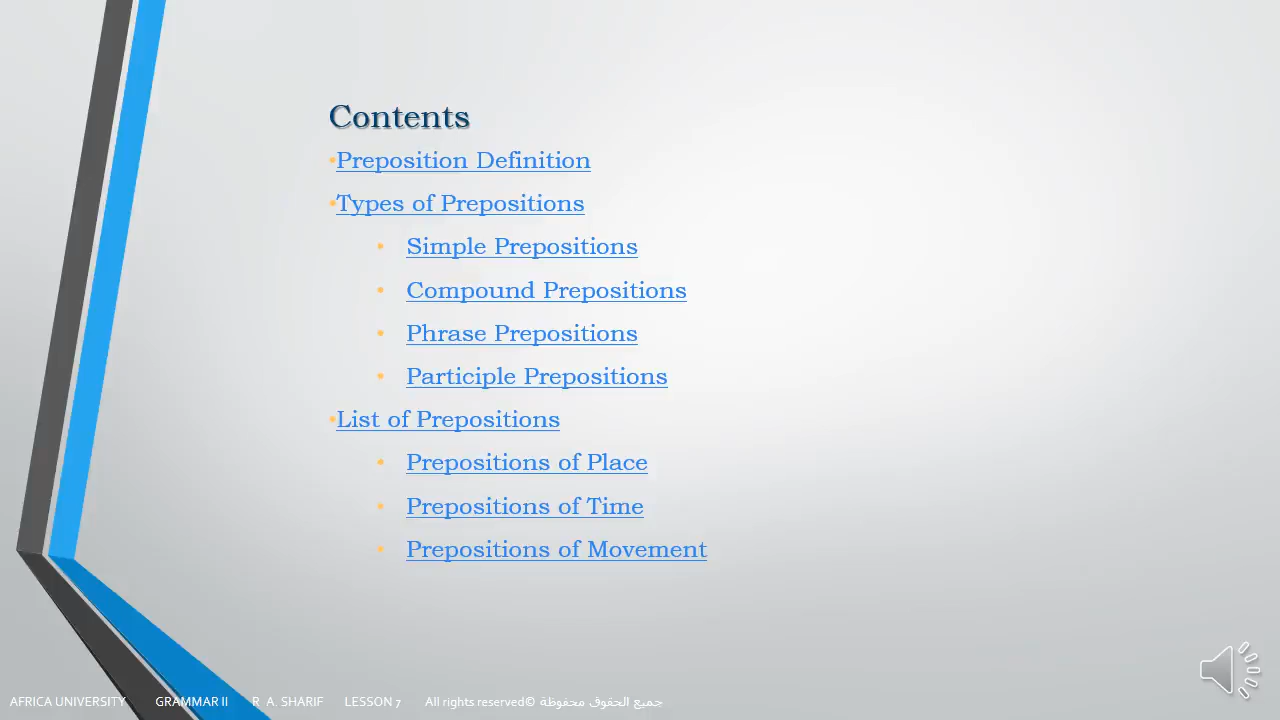 Contents
•Preposition Definition
•Types of Prepositions
• Simple Prepositions
• Compound Prepositions
• Phrase Prepositions
• Participle Prepositions
•List of Prepositions
• Prepositions of Place
• Prepositions of Time
• Prepositions of Movement
AFRICA UNIVERSITY GRAMMAR II R A. SHARIF LESSON 7 All rights reserved© جميع الحقوق محفوظة